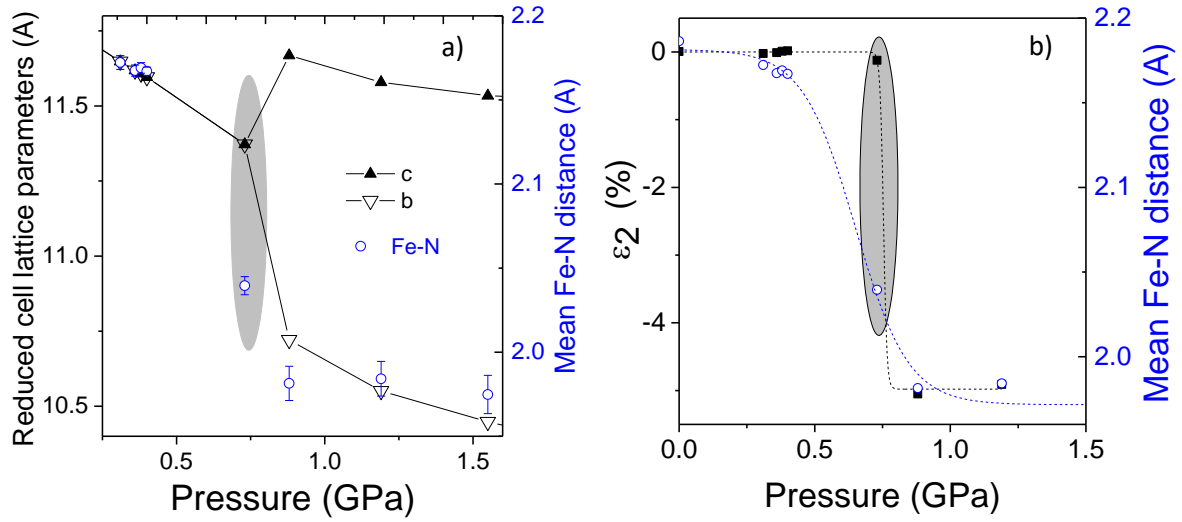 a)
Reduced cell lattice parameters (A)
11.5
11.0
10.5
c
b
Fe-N
2.2
2.1
2.0
Mean Fe-N distance (A)
0.5 1.0 1.5
Pressure (GPa)
b)
ε2 (%)
0
-2
-4
2.2
2.1
2.0
Mean Fe-N distance (A)
0.0 0.5 1.0 1.5
Pressure (GPa)